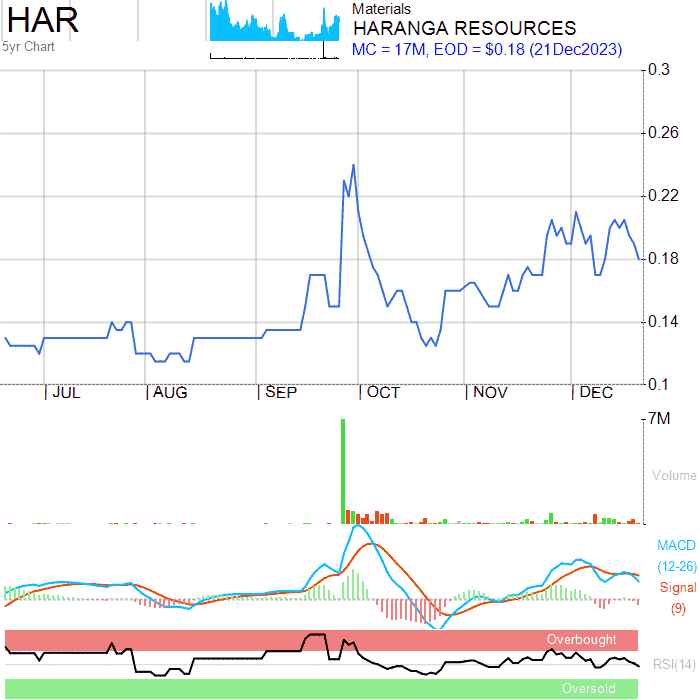 HAR
5yr Chart
Materials
HARANGA RESOURCES
MC = 17M, EOD = $0.18 (21Dec2023)
0.3
0.26
0.22
0.18
0.14
0.1
JUL AUG SEP OCT NOV DEC
7M
Volume
MACD
(12-26)
Signal
(9)
Overbought
RSI(14)
Oversold